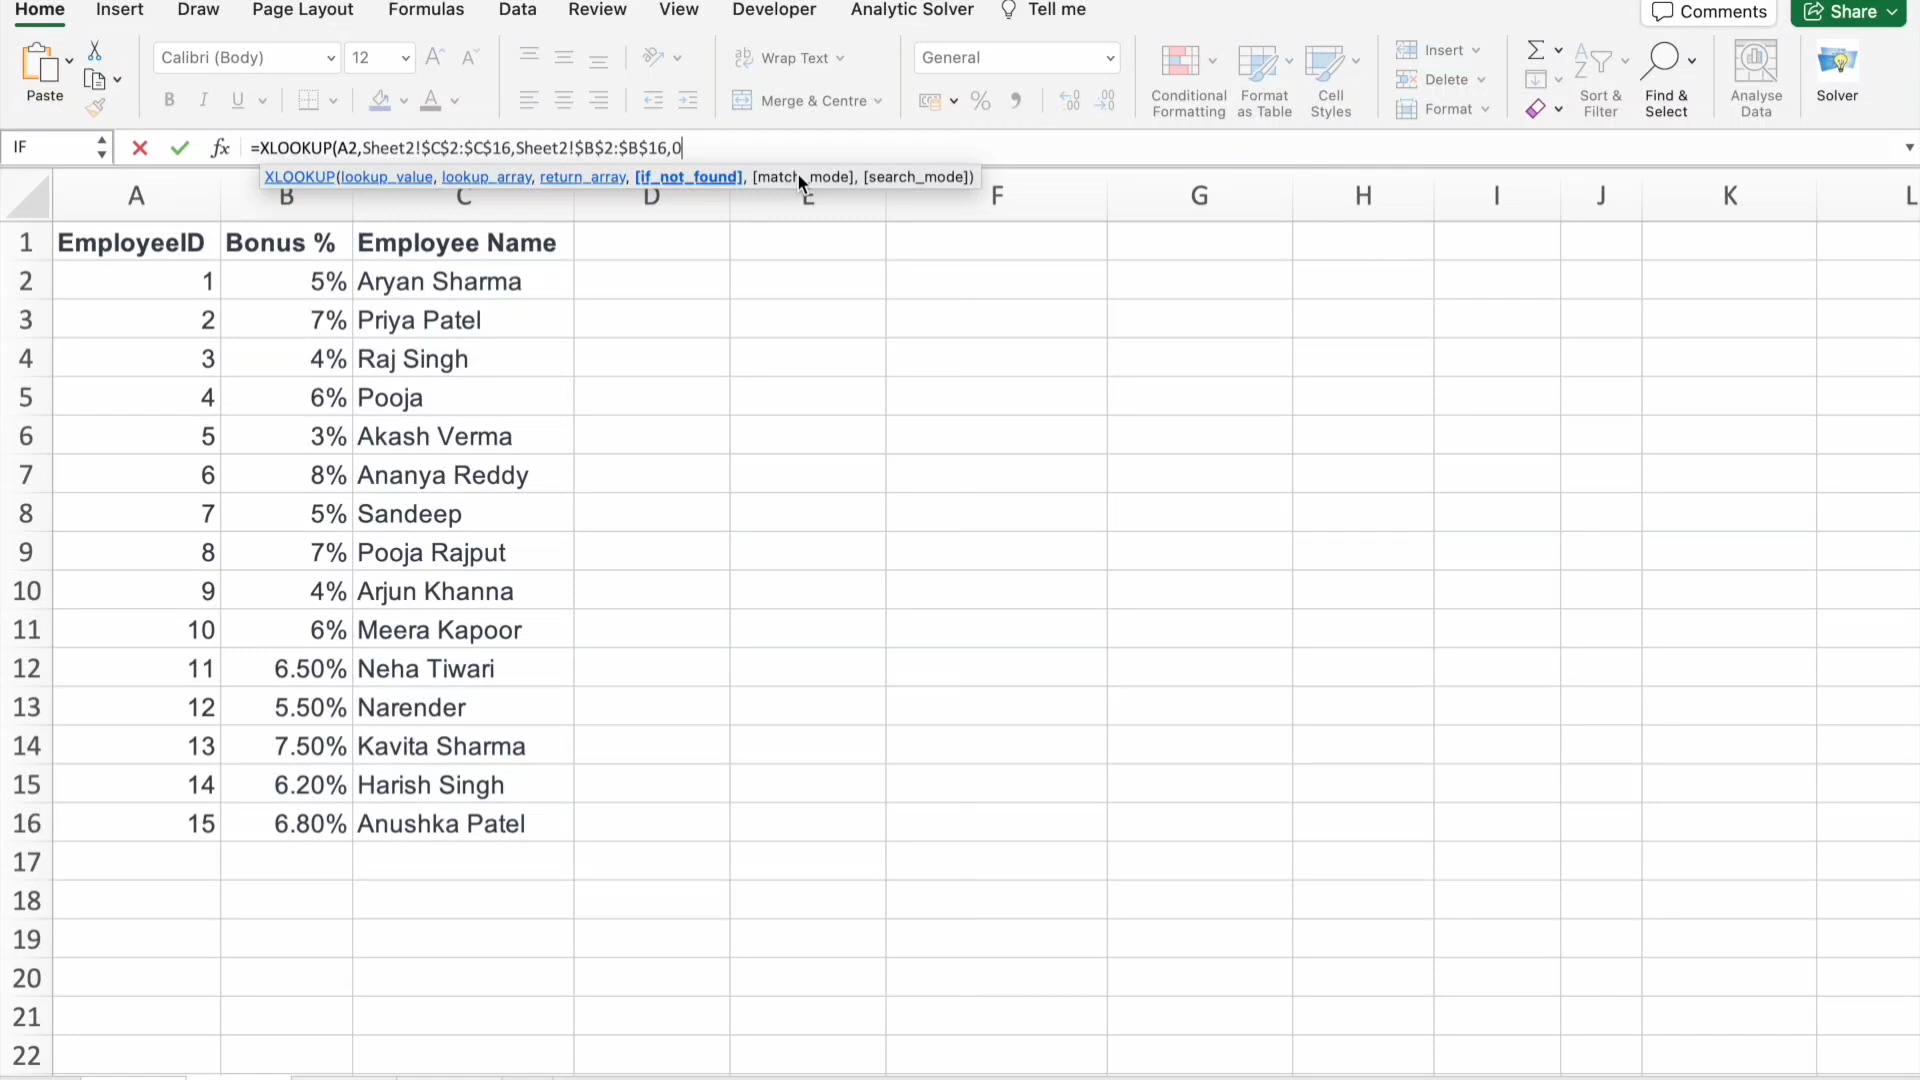 Home Insert Draw Page Layout Formulas Data Review View Developer Analytic Solver Tell me Comments Share
Paste Calibri (Body) 12 A A Wrap Text General Conditional Formatting Format as Table Cell Styles Insert Sort & Filter Find & Select Analyse Data Solver
B I U A Merge & Centre % Delete
Format
IF fx =XLOOKUP(A2,Sheet2!$C$2:$C$16,Sheet2!$B$2:$B$16,0
XLOOKUP(lookup_value, lookup_array, return_array, [if_not_found], [match_mode], [search_mode])
A B C D E F G H I J K L
1 EmployeeID Bonus % Employee Name
2 1 5% Aryan Sharma
3 2 7% Priya Patel
4 3 4% Raj Singh
5 4 6% Pooja
6 5 3% Akash Verma
7 6 8% Ananya Reddy
8 7 5% Sandeep
9 8 7% Pooja Rajput
10 9 4% Arjun Khanna
11 10 6% Meera Kapoor
12 11 6.50% Neha Tiwari
13 12 5.50% Narender
14 13 7.50% Kavita Sharma
15 14 6.20% Harish Singh
16 15 6.80% Anushka Patel
17
18
19
20
21
22